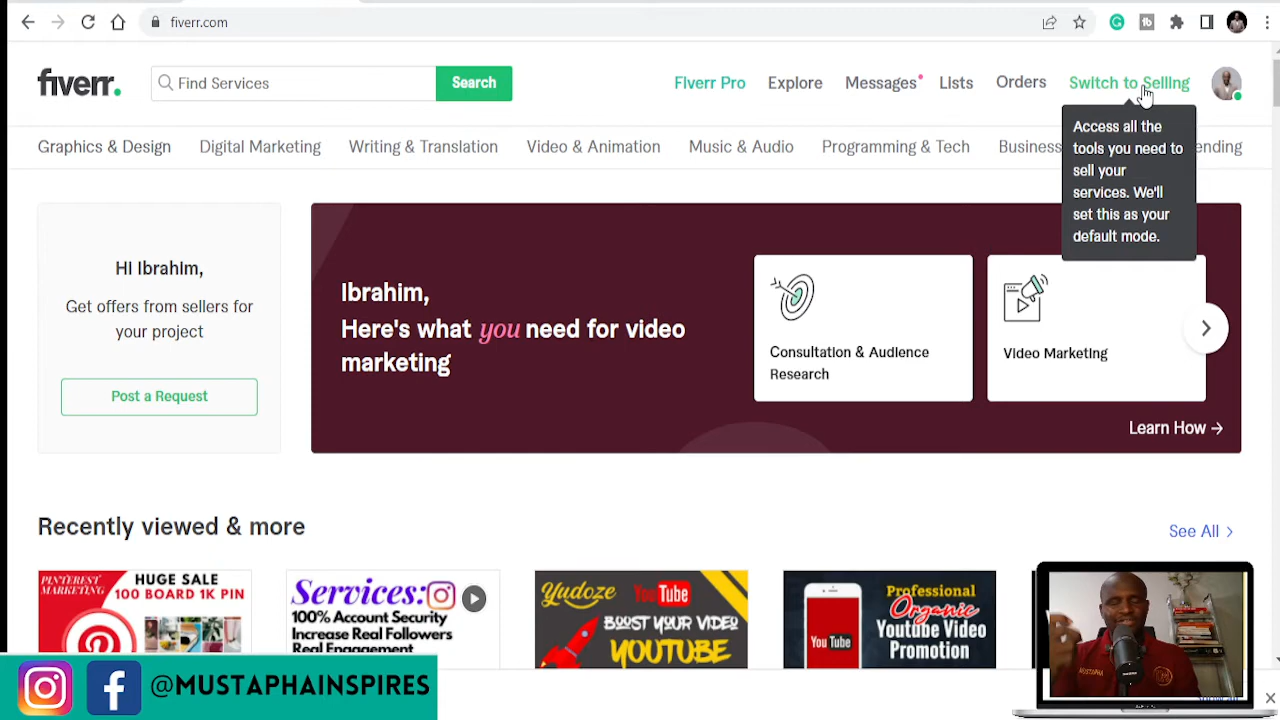 fiverr.com
fiverr.
Find Services
Search
Fiverr Pro
Explore
Messages
Lists
Orders
Switch to Selling
Graphics & Design
Digital Marketing
Writing & Translation
Video & Animation
Music & Audio
Programming & Tech
Business
ending
Access all the
tools you need to
sell your
services. We'll
set this as your
default mode.
Hi Ibrahim,
Get offers from sellers for
your project
Post a Request
Ibrahim,
Here's what you need for video
marketing
Consultation & Audience
Research
Video Marketing
Learn How →
Recently viewed & more
See All >
PINTEREST
MARKETING
HUGE SALE
100 BOARD 1K PIN
Services:
100% Account Security
Increase Real Followers
Real Engagement
Yudoze
YouTube
BOOST YOUR VIDEO
YOUTUBE
You Tube
Professional
Organic
Youtube Video
Promotion
MUSTAPHA
@MUSTAPHAINSPIRES